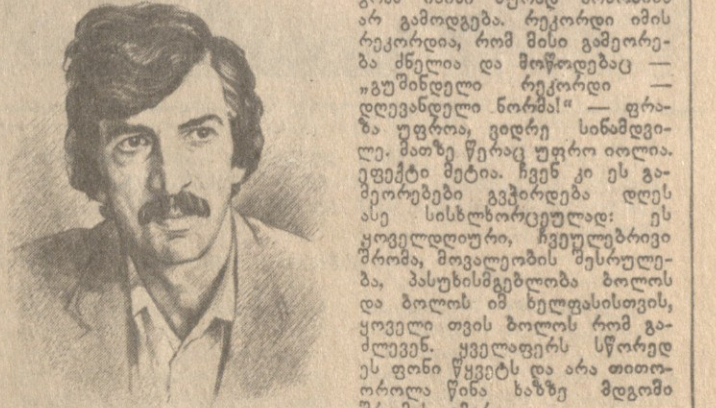 არ გამოდგება. რეკორდი იმის
რეკორდია, რომ მისი გამეორე-
ბა ძნელია და მოწოდებაც —
„გუშინდელი რეკორდი —
დღევანდელი ნორმა!“ — ფრა-
ზა უფროა, ვიდრე სინამდვი-
ლე. მათზე წერაც უფრო იოლია.
ეფექტი მეტია. ჩვენ კი ეს გა-
მეორებები გვჭირდება დღეს
ასე სისხლხორცეულად: ეს
ყოველდღიური, ჩვეულებრივი
შრომა, მოვალეობის შესრულე-
ბა, პასუხისმგებლობა ბოლოს
და ბოლოს იმ ხელფასისთვის,
ყოველი თვის ბოლოს რომ გა-
ძლევენ. ყველაფერს სწორედ
ეს ფონი წყვეტს და არა თითო-
ოროლა წინა ხაზზე მდგომი